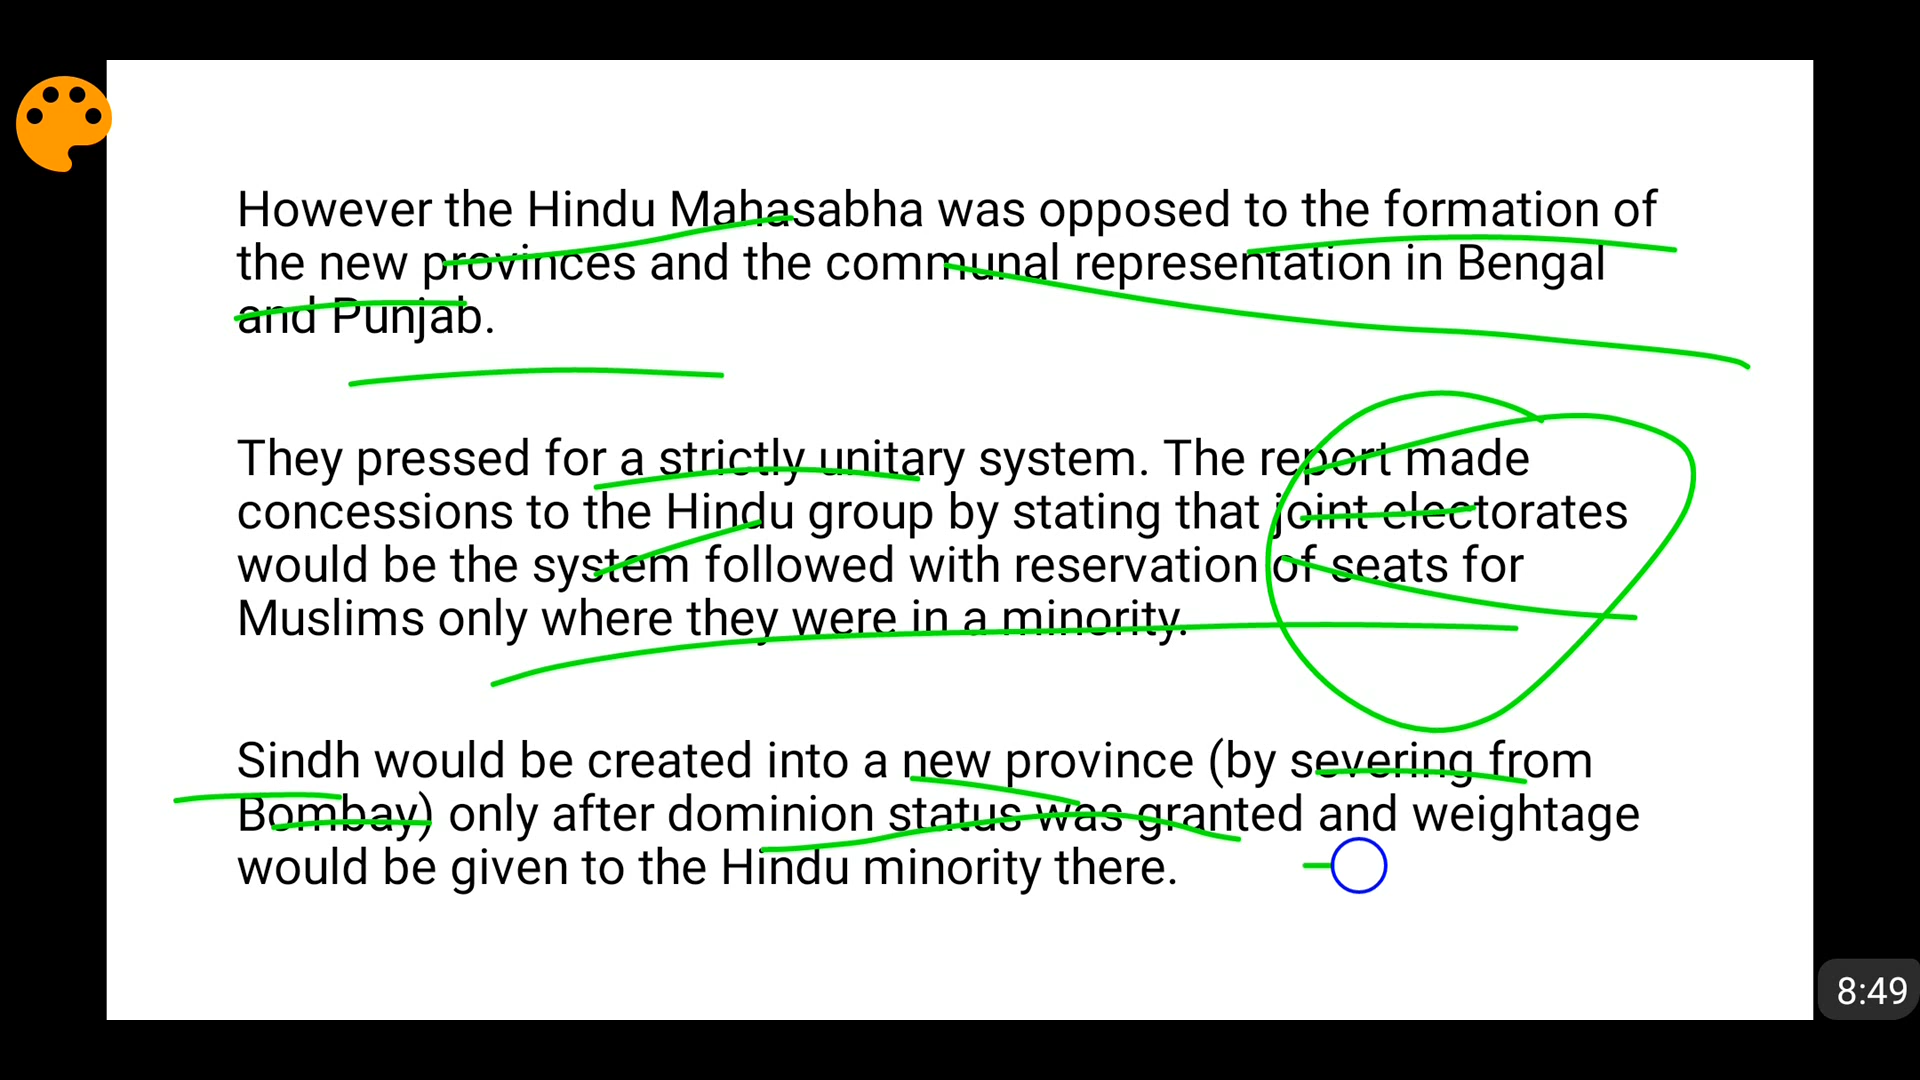 However the Hindu Mahasabha was opposed to the formation of
the new provinces and the communal representation in Bengal
and Punjab.
They pressed for a strictly unitary system. The report made
concessions to the Hindu group by stating that joint electorates
would be the system followed with reservation of seats for
Muslims only where they were in a minority.
Sindh would be created into a new province (by severing from
Bombay) only after dominion status was granted and weightage
would be given to the Hindu minority there.
8:49